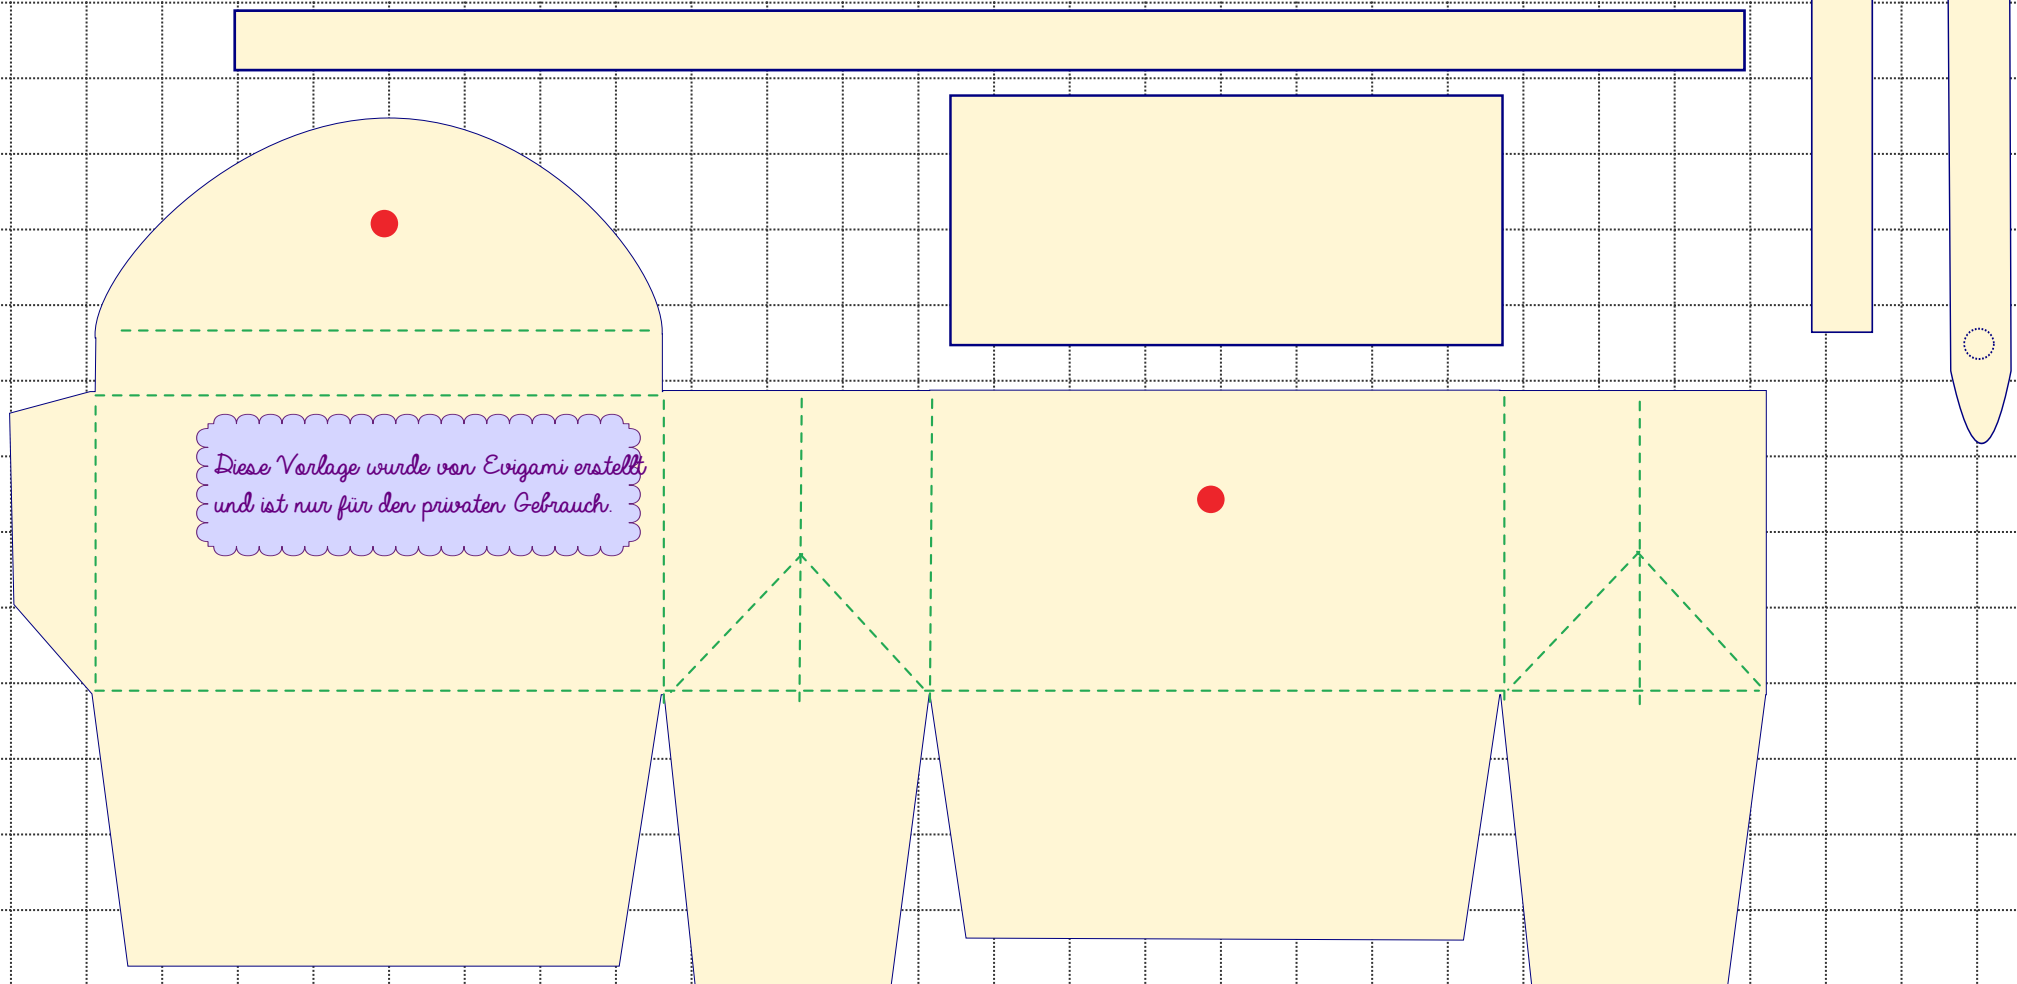 Diese Vorlage wurde von Evigami erstellt
und ist nur für den privaten Gebrauch.